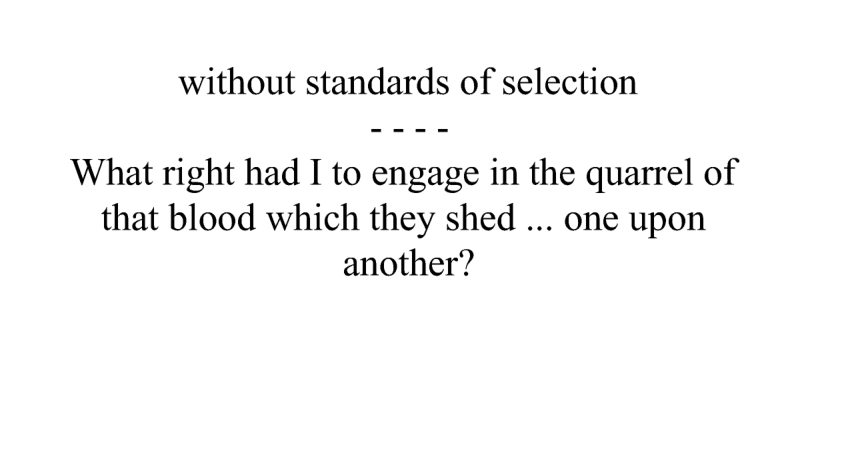 without standards of selection
- - - -
What right had I to engage in the quarrel of
that blood which they shed ... one upon
another?